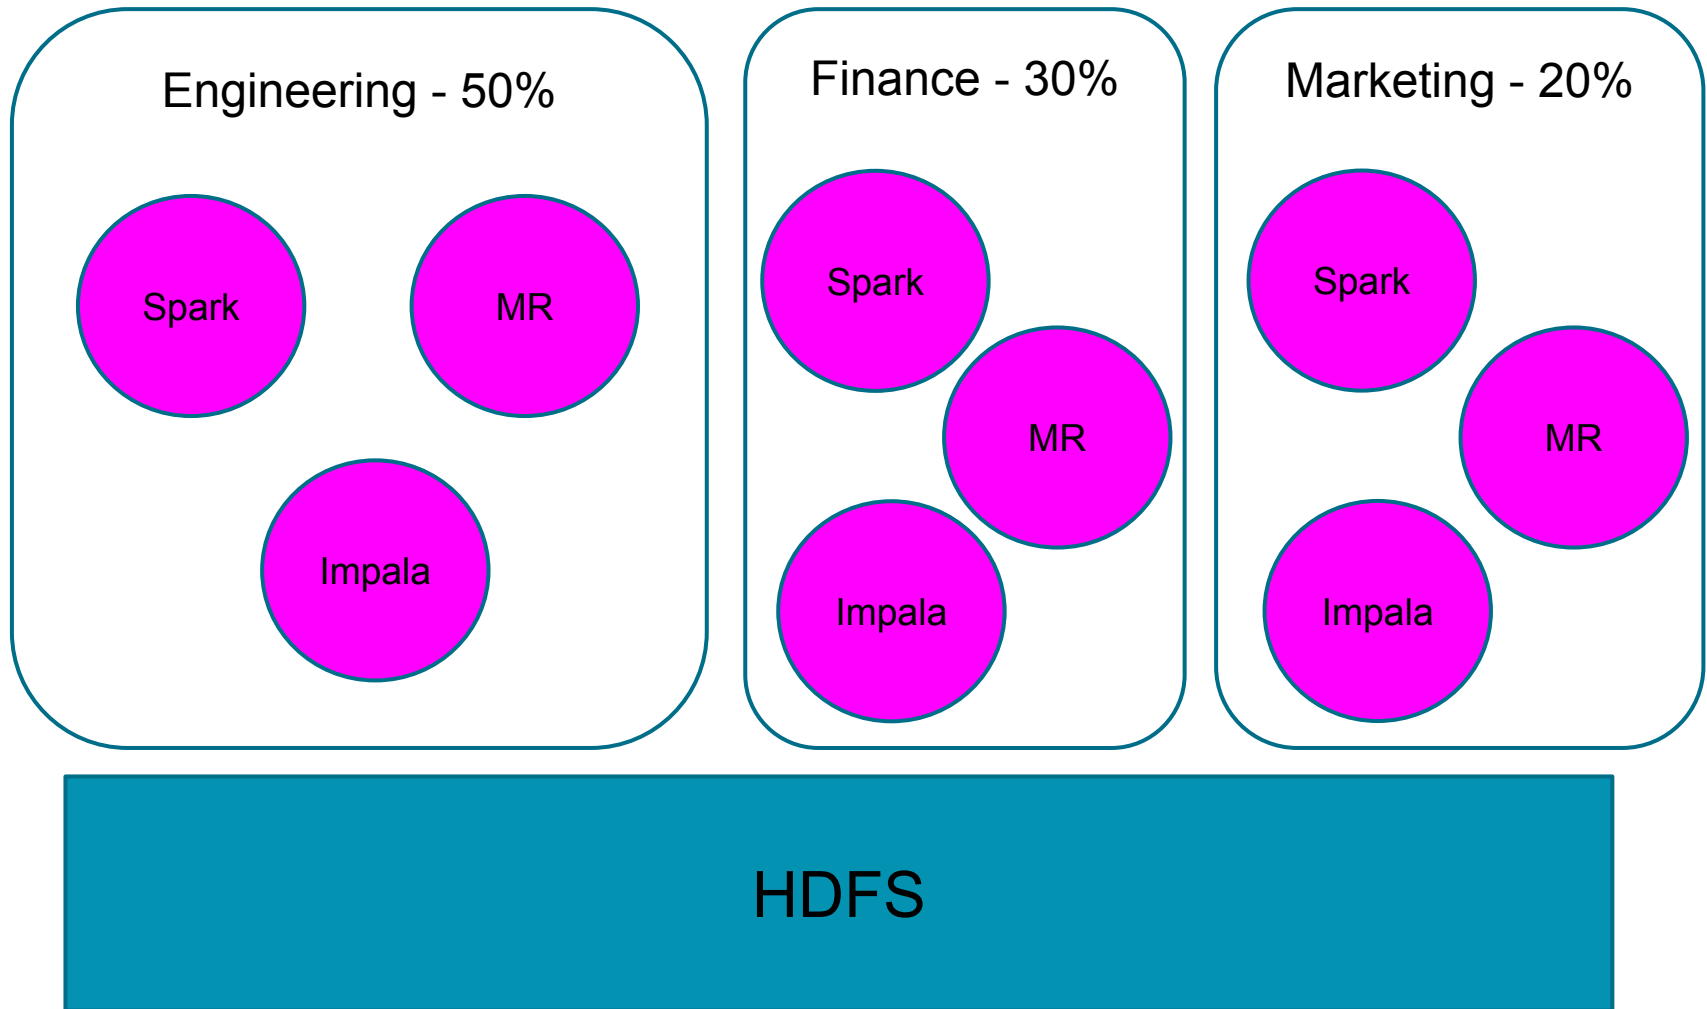 Engineering - 50%
Spark
MR
Impala
Finance - 30%
Spark
MR
Impala
Marketing - 20%
Spark
MR
Impala
HDFS